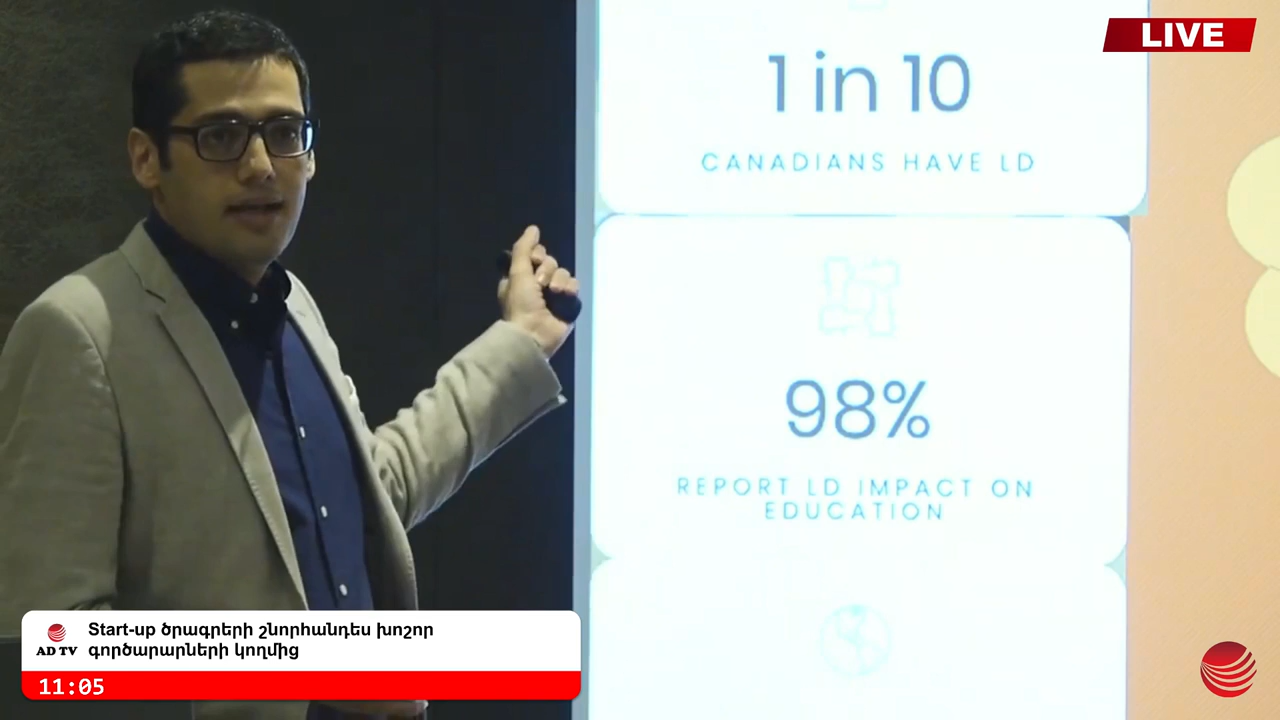 LIVE
1 in 10
CANADIANS HAVE LD
98%
REPORT LD IMPACT ON
EDUCATION
AD TV
Start-up ծրագրերի շնորհանդես խոշոր
գործարարների կողմից
11:05